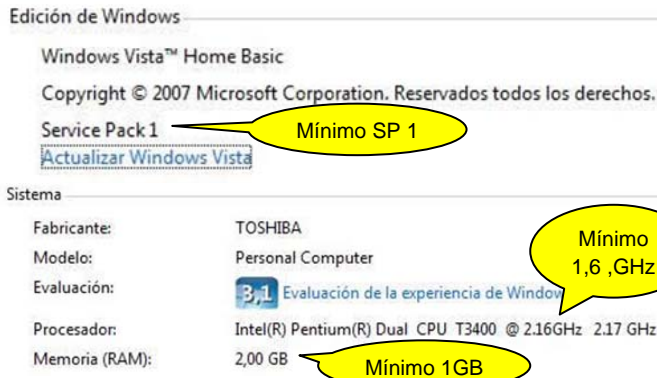 Edición de Windows
Windows Vista™ Home Basic
Copyright © 2007 Microsoft Corporation. Reservados todos los derechos.
Service Pack 1
Mínimo SP 1
Actualizar Windows Vista
Sistema
Fabricante: TOSHIBA
Modelo: Personal Computer
Mínimo
1,6 ,GHz
Evaluación: 3,1 Evaluación de la experiencia de Window
Procesador: Intel(R) Pentium(R) Dual CPU T3400 @ 2.16GHz 2.17 GHz
Memoria (RAM): 2,00 GB
Mínimo 1GB